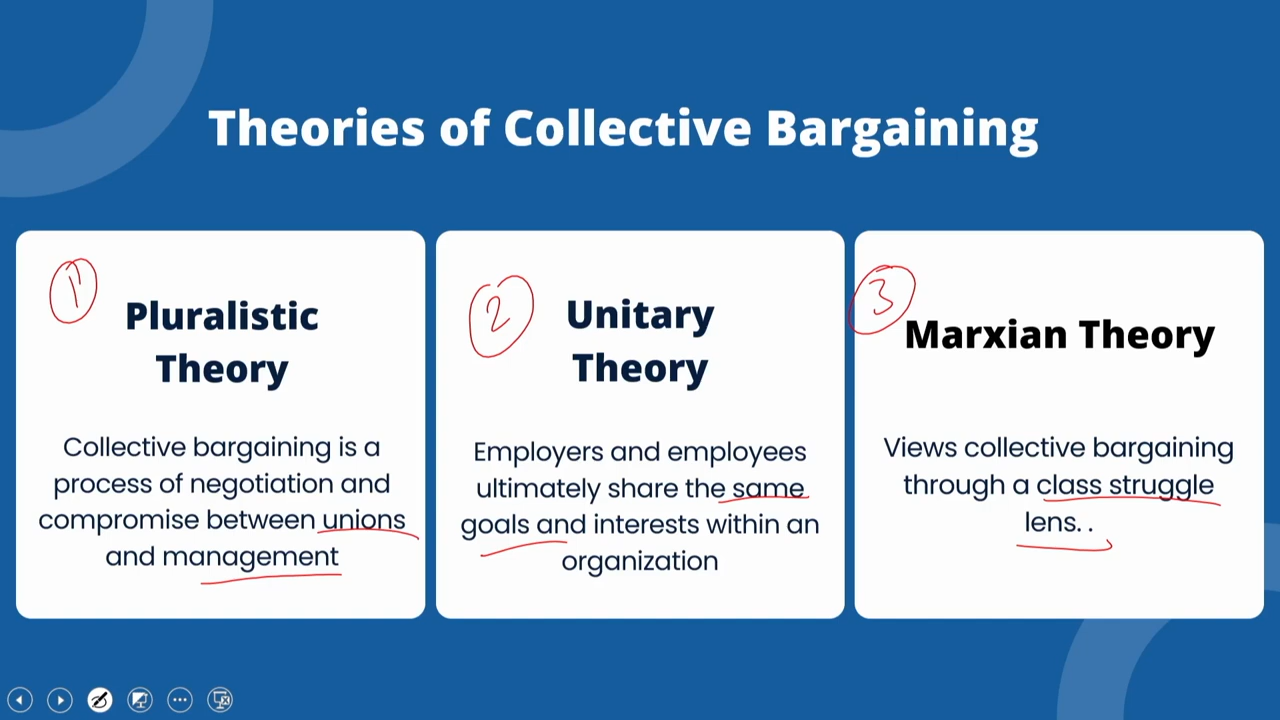 Theories of Collective Bargaining
1
Pluralistic
Theory
Collective bargaining is a
process of negotiation and
compromise between unions
and management
2
Unitary
Theory
Employers and employees
ultimately share the same
goals and interests within an
organization
3
Marxian Theory
Views collective bargaining
through a class struggle
lens. .